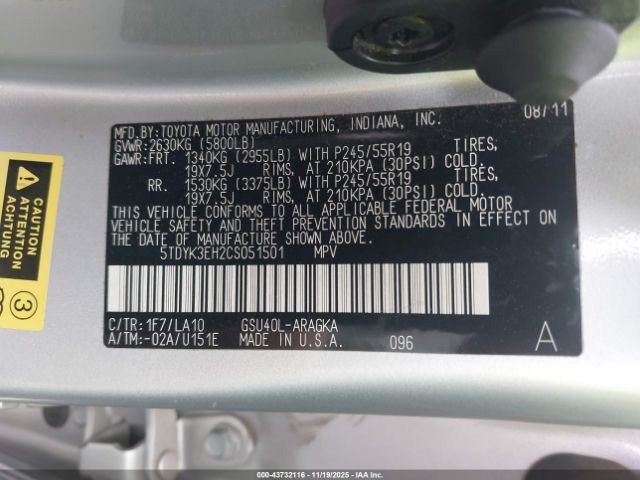 MFD.BY:TOYOTA MOTOR MANUFACTURING, INDIANA, INC. 08/11
GVWR:2630KG (5800LB)
GAWR:FRT. 1340KG (2955LB) WITH P245/55R19 TIRES,
19X7.5J RIMS, AT 210KPA (30PSI) COLD.
RR. 1530KG (3375LB) WITH P245/55R19 TIRES,
19X7.5J RIMS, AT 210KPA (30PSI) COLD.
THIS VEHICLE CONFORMS TO ALL APPLICABLE FEDERAL MOTOR
VEHICLE SAFETY AND THEFT PREVENTION STANDARDS IN EFFECT ON
THE DATE OF MANUFACTURE SHOWN ABOVE.
5TDYK3EH2CS051501 MPV
C/TR:1F7/LA10 GSU40L-ARAGKA
A/TM:-02A/U151E MADE IN U.S.A. 096 A
3
000-43732116 - 11/19/2025 - COPYRIGHT IAA